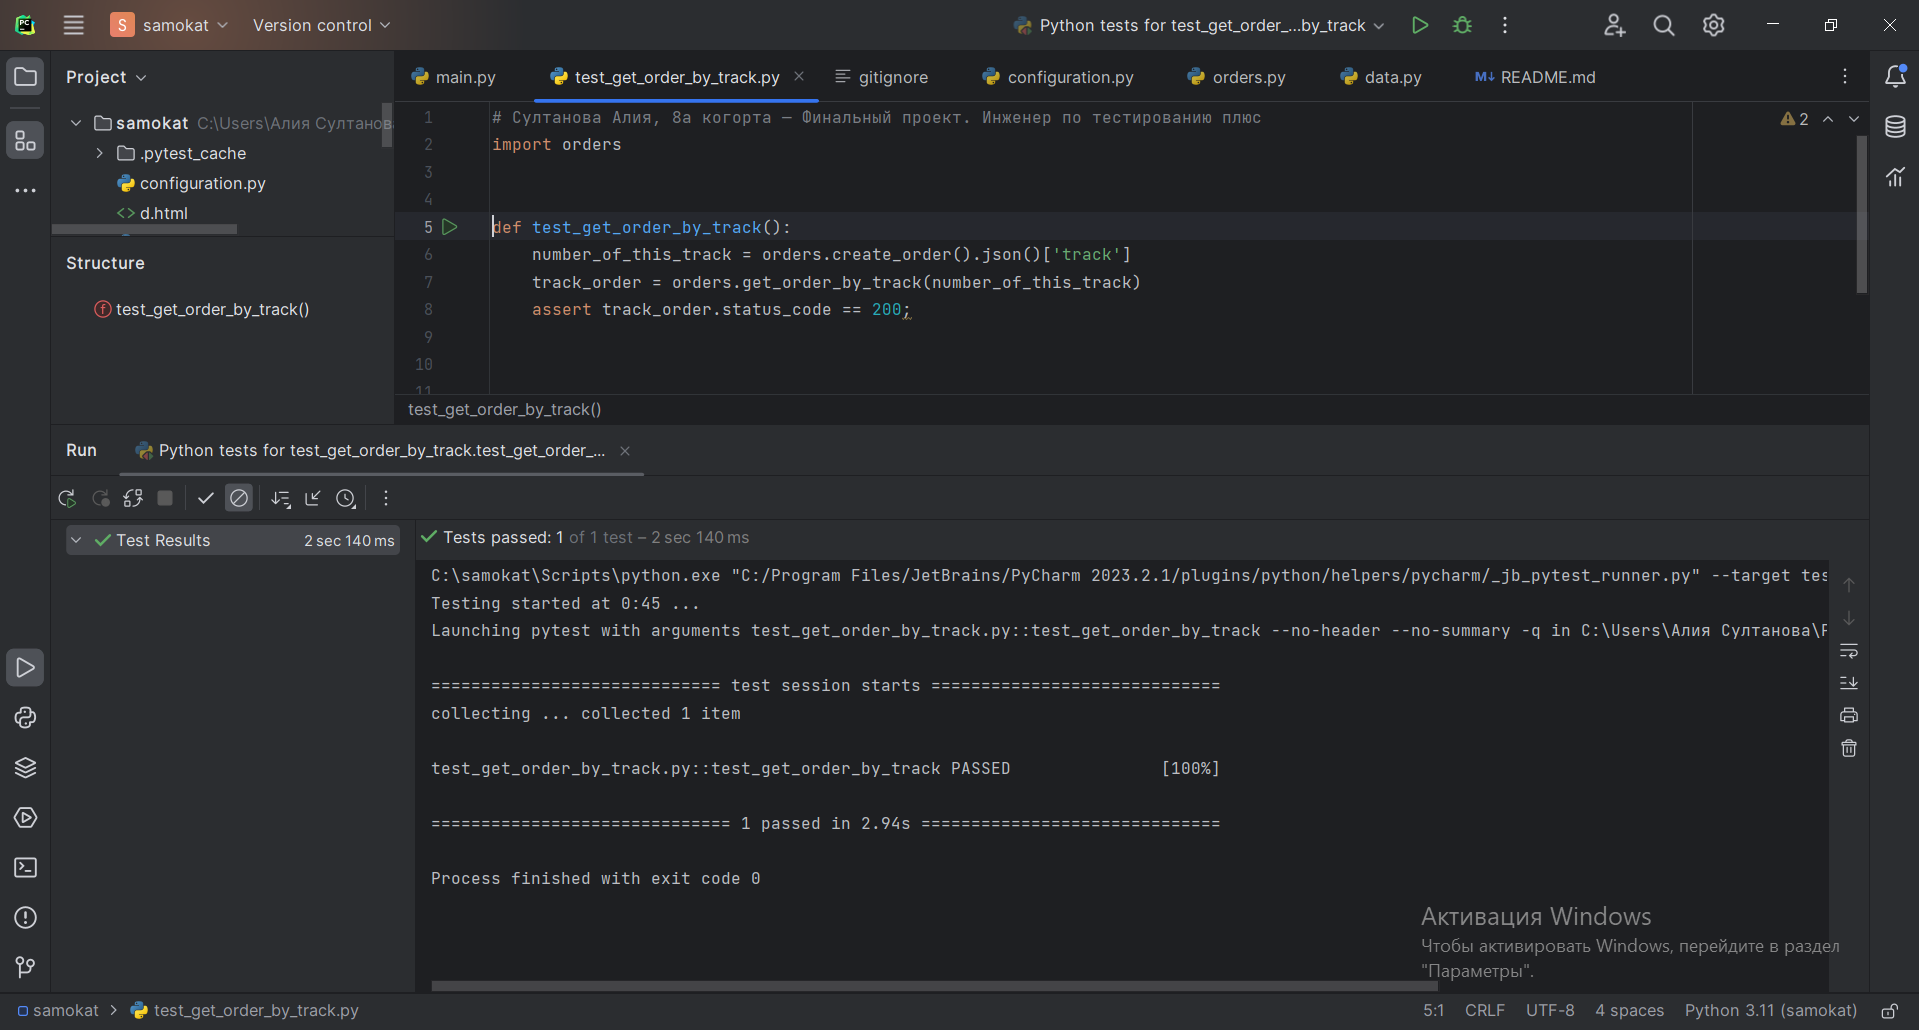 S samokat Version control Python tests for test_get_order_...by_track
Project main.py test_get_order_by_track.py gitignore configuration.py orders.py data.py M↓ README.md
samokat C:\Users\Алия Султанов
.pytest_cache
configuration.py
d.html
Structure
test_get_order_by_track()
1 # Султанова Алия, 8а когорта — Финальный проект. Инженер по тестированию плюс
2 import orders
3
4
5 def test_get_order_by_track():
6 number_of_this_track = orders.create_order().json()['track']
7 track_order = orders.get_order_by_track(number_of_this_track)
8 assert track_order.status_code == 200;
9
10
11
2
test_get_order_by_track()
Run Python tests for test_get_order_by_track.test_get_order_...
Test Results 2 sec 140 ms
Tests passed: 1 of 1 test – 2 sec 140 ms
C:\samokat\Scripts\python.exe "C:/Program Files/JetBrains/PyCharm 2023.2.1/plugins/python/helpers/pycharm/_jb_pytest_runner.py" --target tes
Testing started at 0:45 ...
Launching pytest with arguments test_get_order_by_track.py::test_get_order_by_track --no-header --no-summary -q in C:\Users\Алия Султанова\P
============================= test session starts =============================
collecting ... collected 1 item
test_get_order_by_track.py::test_get_order_by_track PASSED [100%]
============================== 1 passed in 2.94s ==============================
Process finished with exit code 0
Активация Windows
Чтобы активировать Windows, перейдите в раздел
"Параметры".
samokat > test_get_order_by_track.py 5:1 CRLF UTF-8 4 spaces Python 3.11 (samokat)